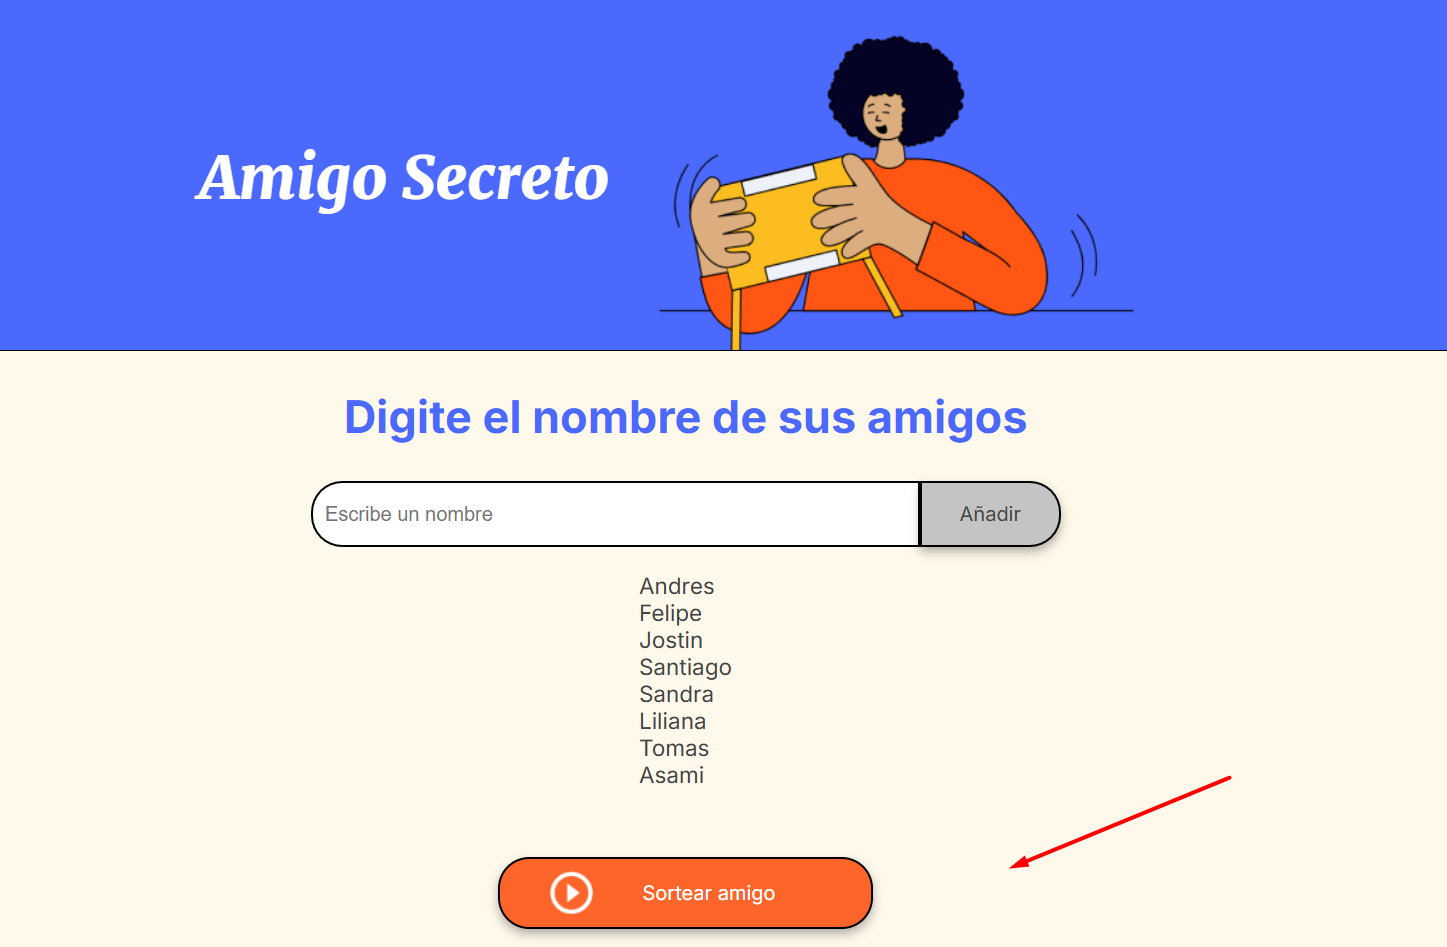 Amigo Secreto
Digite el nombre de sus amigos
Escribe un nombre
Añadir
Andres
Felipe
Jostin
Santiago
Sandra
Liliana
Tomas
Asami
Sortear amigo